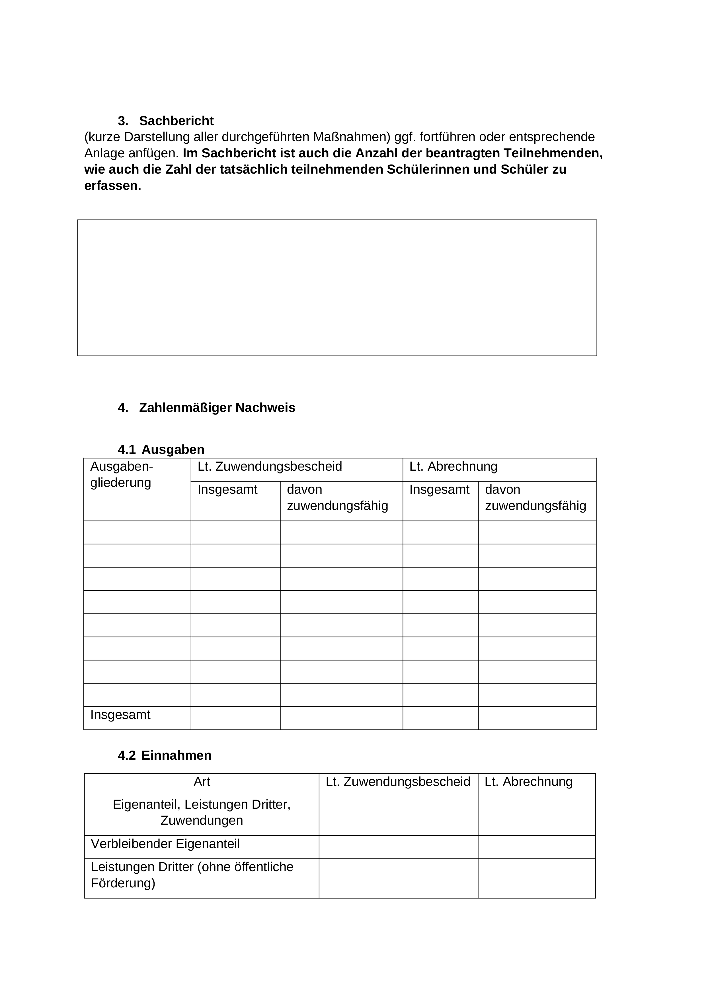 3. Sachbericht
(kurze Darstellung aller durchgeführten Maßnahmen) ggf. fortführen oder entsprechende
Anlage anfügen. Im Sachbericht ist auch die Anzahl der beantragten Teilnehmenden,
wie auch die Zahl der tatsächlich teilnehmenden Schülerinnen und Schüler zu
erfassen.
4. Zahlenmäßiger Nachweis
4.1 Ausgaben
Ausgaben-
gliederung
Lt. Zuwendungsbescheid
Lt. Abrechnung
Insgesamt
davon
zuwendungsfähig
Insgesamt
davon
zuwendungsfähig
Insgesamt
4.2 Einnahmen
Art
Eigenanteil, Leistungen Dritter,
Zuwendungen
Lt. Zuwendungsbescheid
Lt. Abrechnung
Verbleibender Eigenanteil
Leistungen Dritter (ohne öffentliche
Förderung)